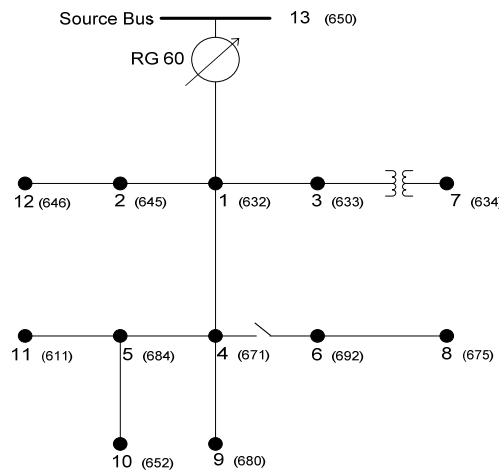 Source Bus 13 (650)
RG 60
12 (646) 2 (645) 1 (632) 3 (633) 7 (634)
11 (611) 5 (684) 4 (671) 6 (692) 8 (675)
10 (652) 9 (680)